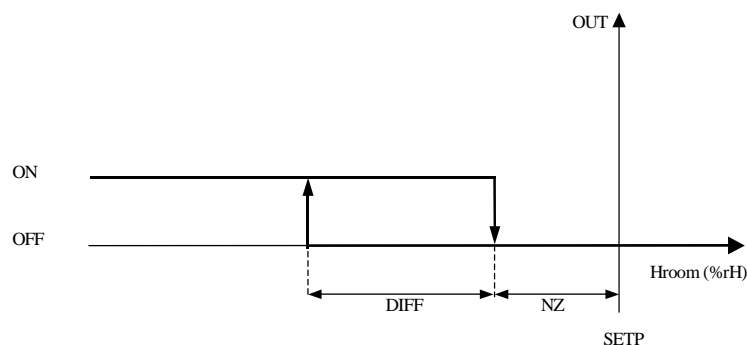 OUT
ON
OFF
Hroom (%rH)
DIFF
NZ
SETP